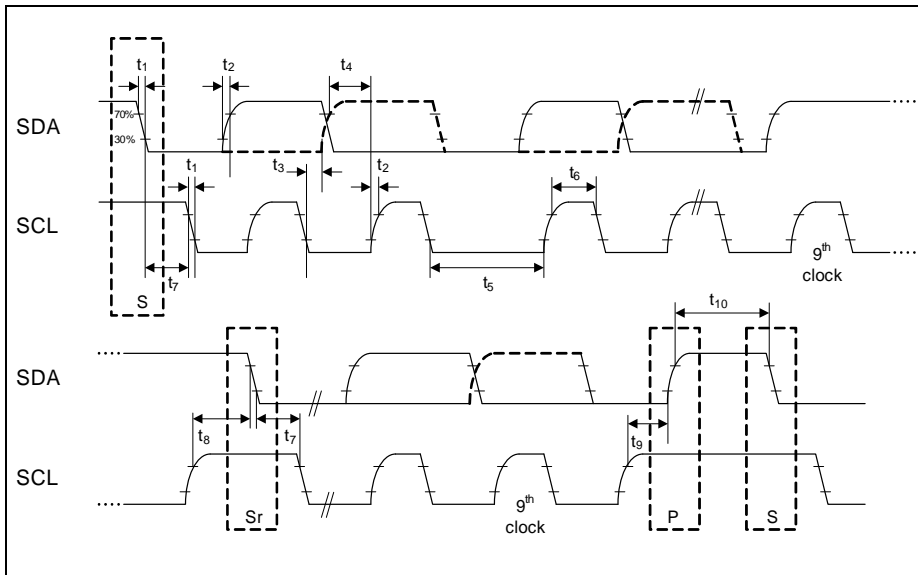 t1 t2 t4
SDA
70%
30%
t1 t3 t2 t6
SCL
t7 t5
9th
clock
S
t10
SDA
t8 t7 t9
SCL
Sr
9th
clock
P
S